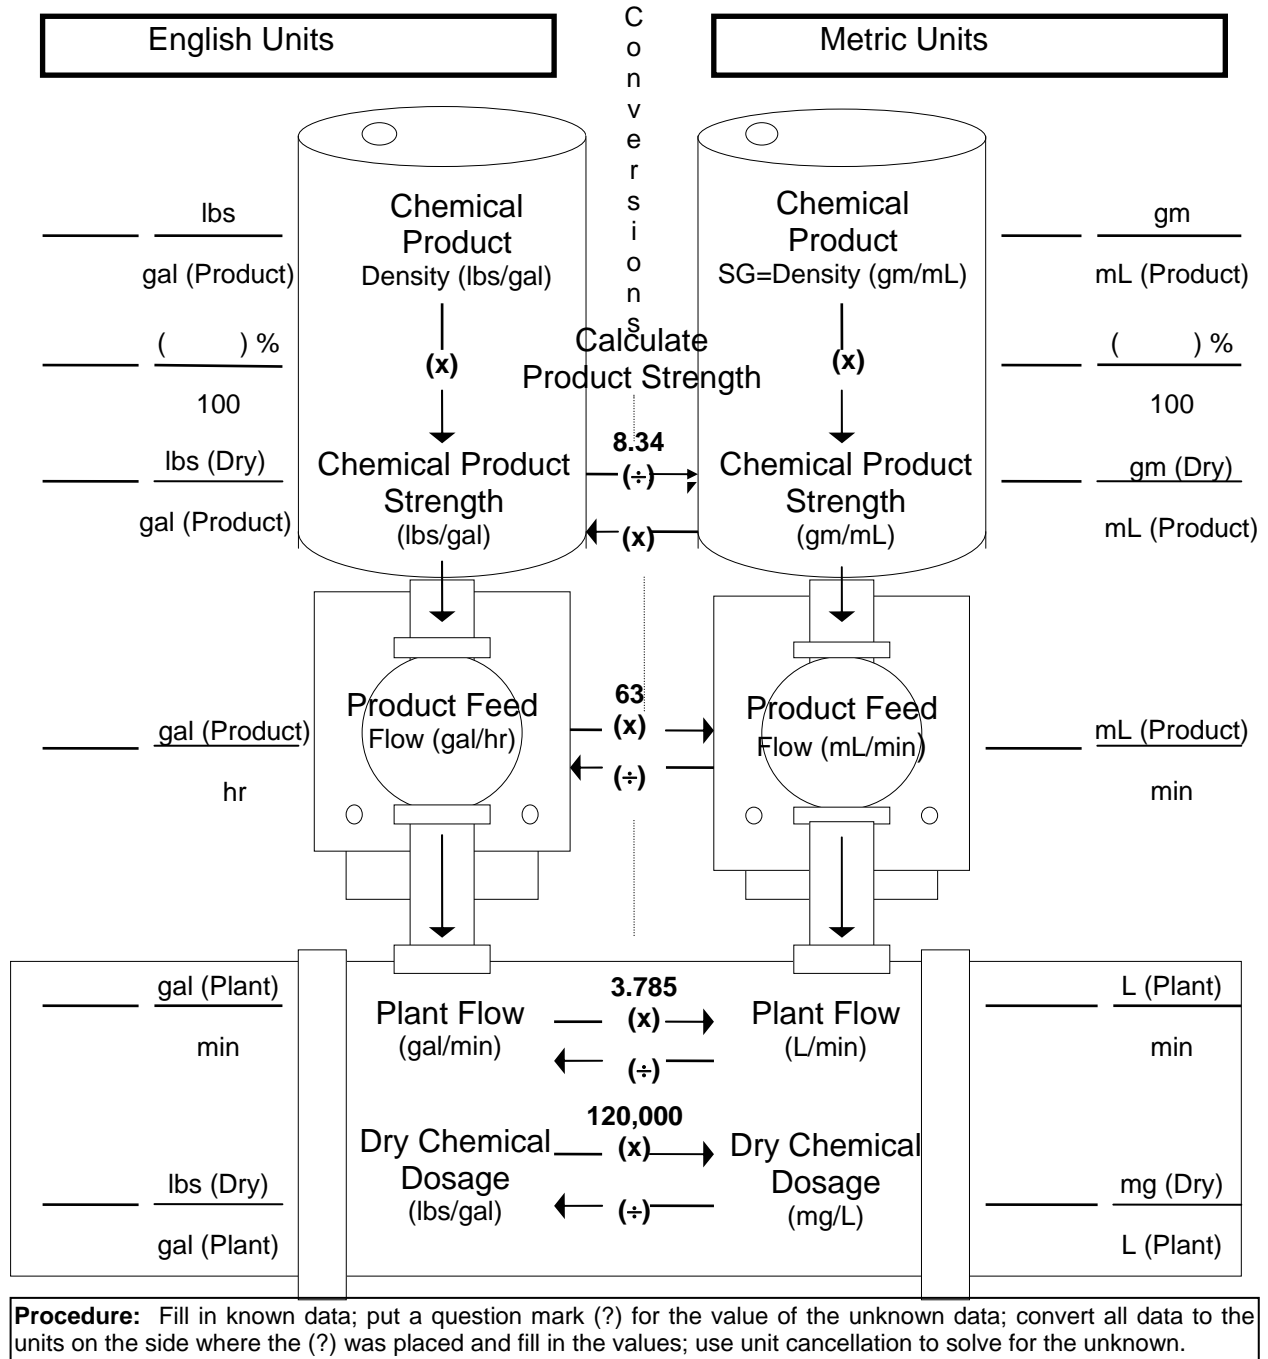 English Units
Conversions
Metric Units
lbs
gal (Product)
Chemical
Product
Density (lbs/gal)
Chemical
Product
SG=Density (gm/mL)
gm
mL (Product)
( ) %
100
(x)
Calculate
Product Strength
(x)
( ) %
100
lbs (Dry)
gal (Product)
Chemical Product
Strength
(lbs/gal)
8.34
(÷)
(x)
Chemical Product
Strength
(gm/mL)
gm (Dry)
mL (Product)
gal (Product)
hr
Product Feed
Flow (gal/hr)
63
(x)
(÷)
Product Feed
Flow (mL/min)
mL (Product)
min
gal (Plant)
min
Plant Flow
(gal/min)
3.785
(x)
(÷)
Plant Flow
(L/min)
L (Plant)
min
lbs (Dry)
gal (Plant)
Dry Chemical
Dosage
(lbs/gal)
120,000
(x)
(÷)
Dry Chemical
Dosage
(mg/L)
mg (Dry)
L (Plant)
Procedure: Fill in known data; put a question mark (?) for the value of the unknown data; convert all data to the
units on the side where the (?) was placed and fill in the values; use unit cancellation to solve for the unknown.